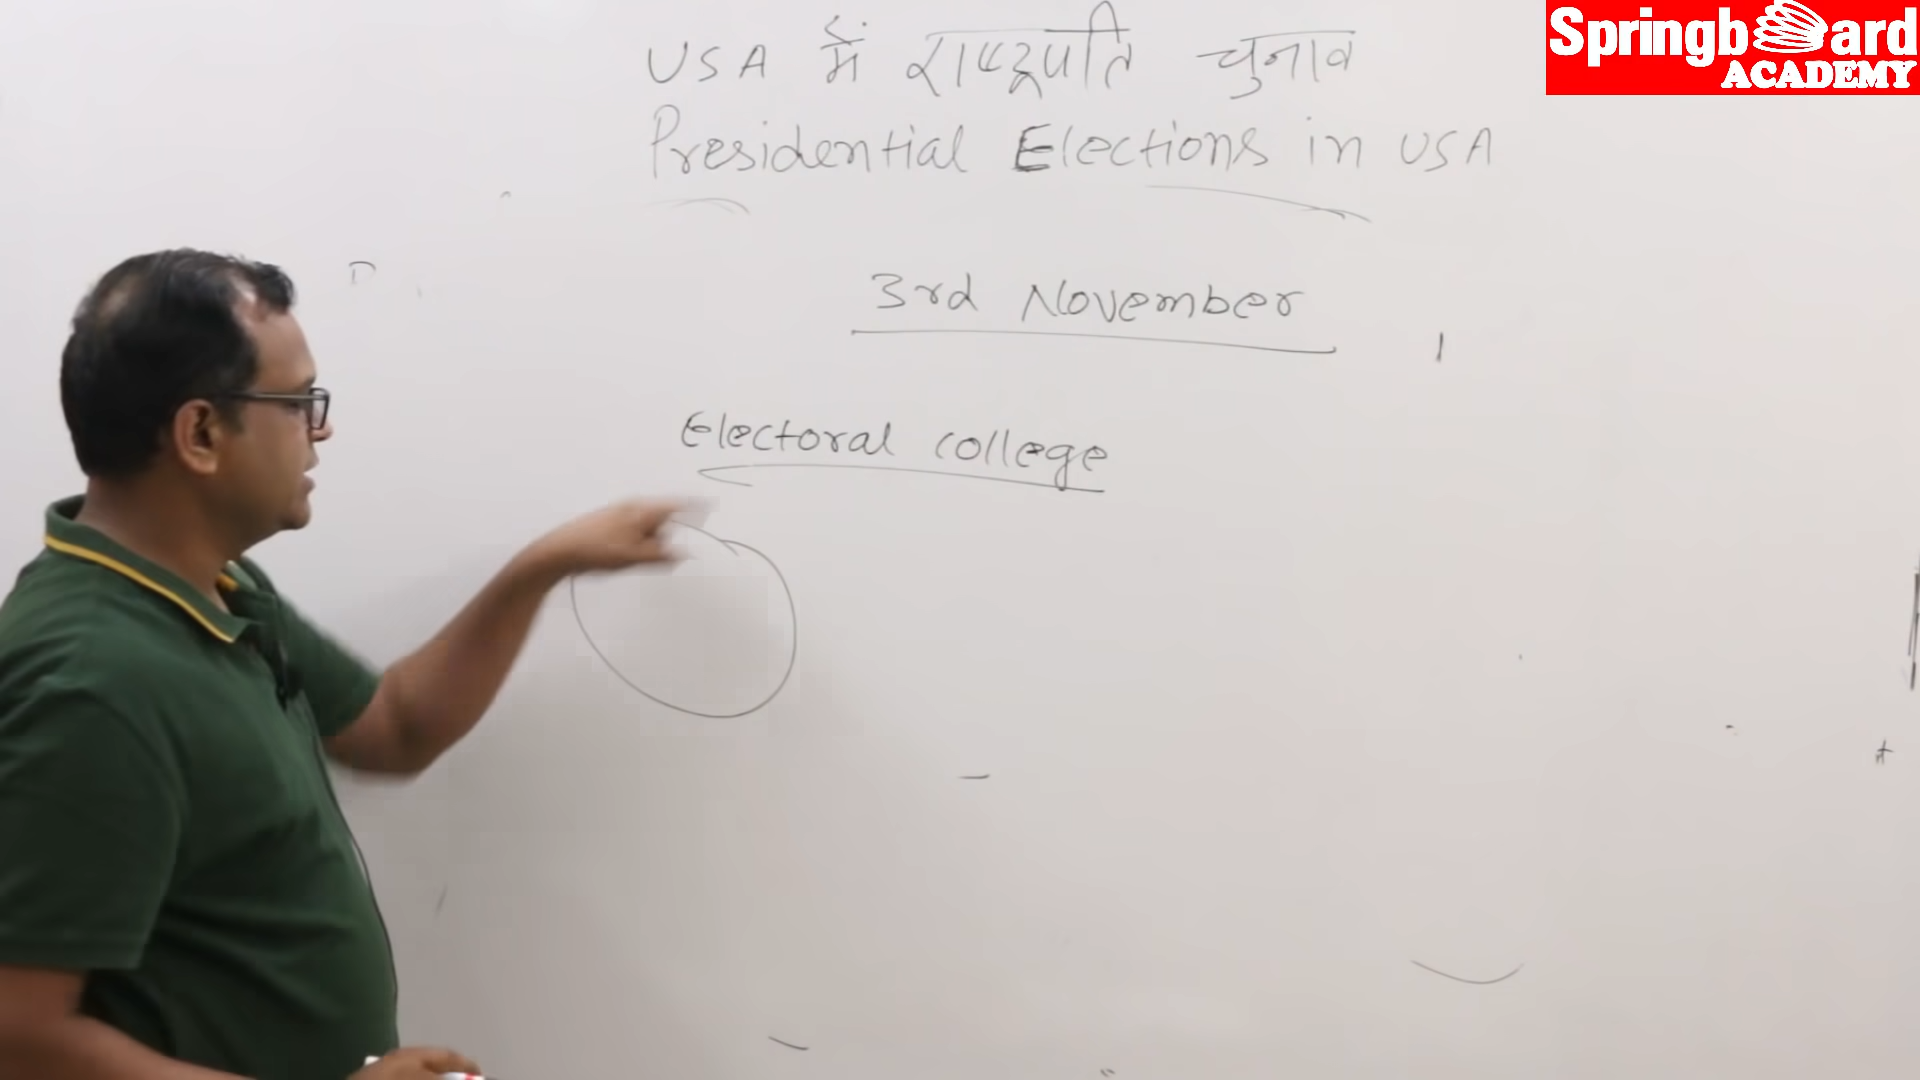 Springboard
ACADEMY
USA में राष्ट्रपति चुनाव
Presidential Elections in USA
3rd November
Electoral college